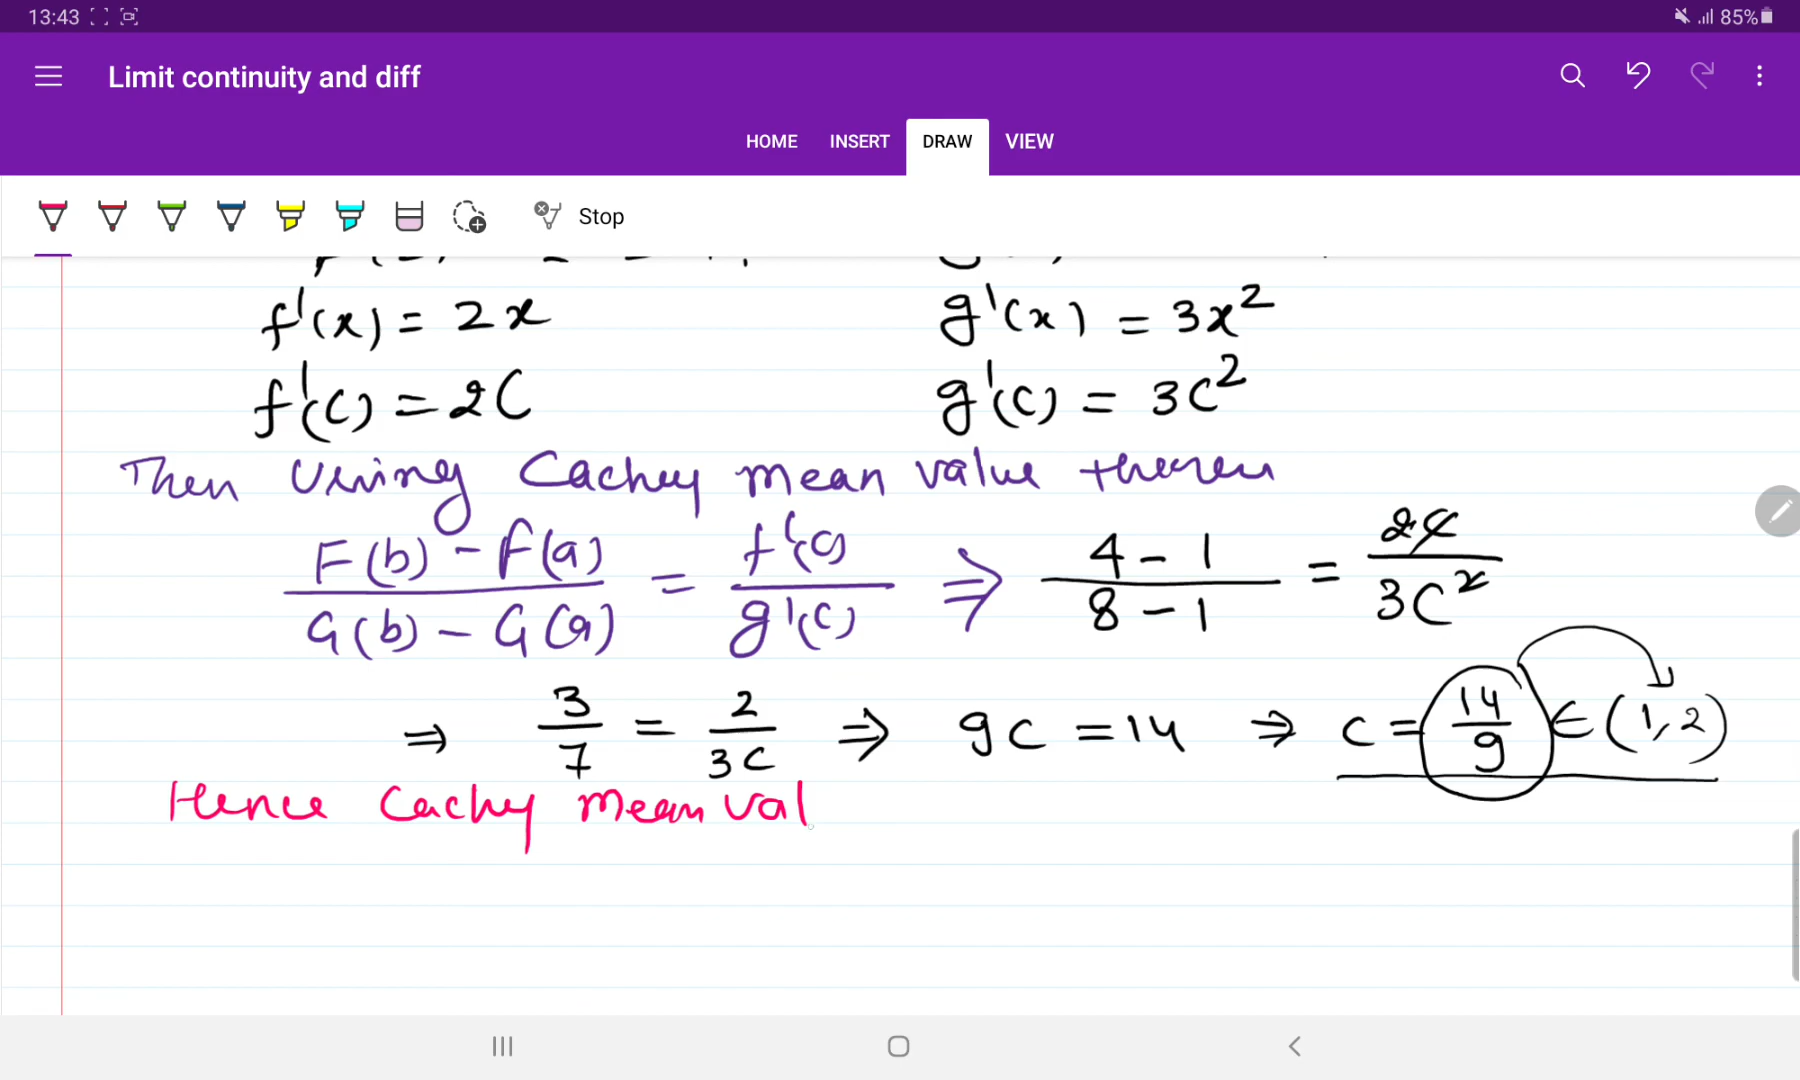 13:43 85%
Limit continuity and diff
HOME INSERT DRAW VIEW
Stop
f'(x) = 2x g'(x) = 3x²
f'(c) = 2C g'(c) = 3C²
Then Using Cachey mean value theorem
F(b) - f(a) / G(b) - G(a) = f'(c) / g'(c) ⇒ 4 - 1 / 8 - 1 = 2C / 3C²
⇒ 3/7 = 2/3C ⇒ 9C = 14 ⇒ C = 14/9 ∈ (1,2)
Hence Cachy mean val